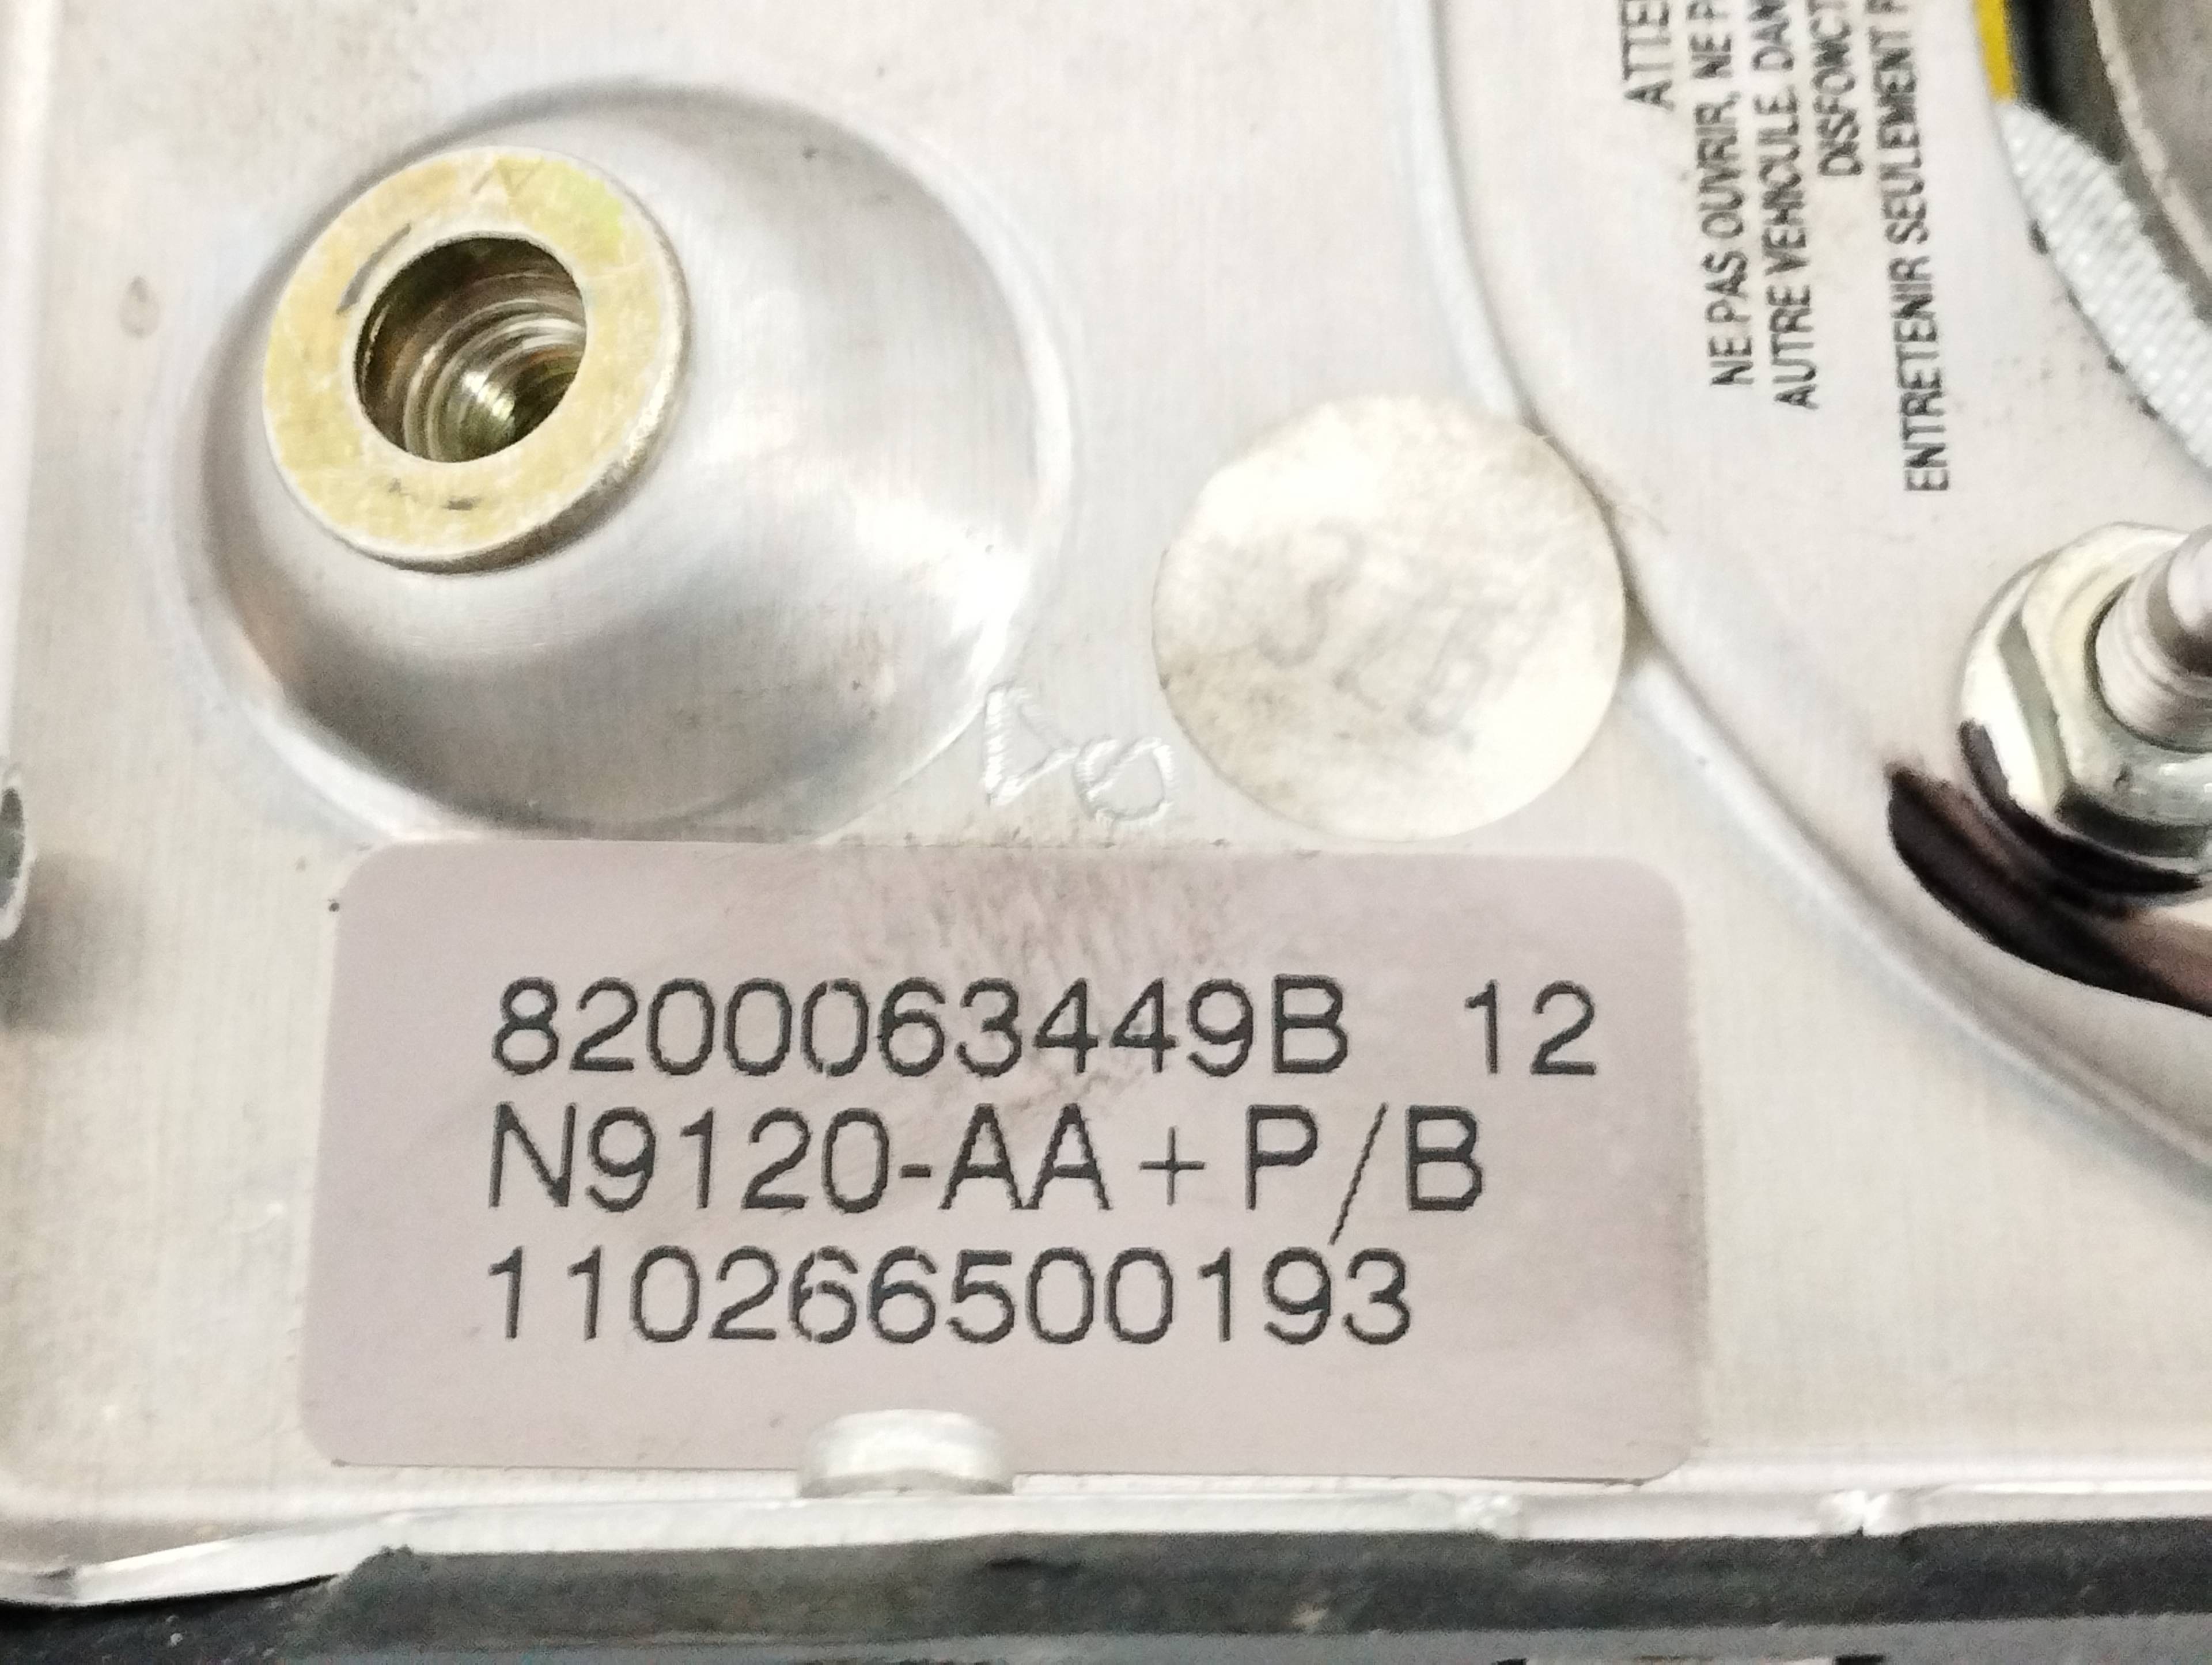 ATTE
NE PAS OUVRIR, NE P
AUTRE VEHICULE. DAN
DISFONCT
ENTRETENIR SEULEMENT P
8200063449B 12
N9120-AA+P/B
110266500193